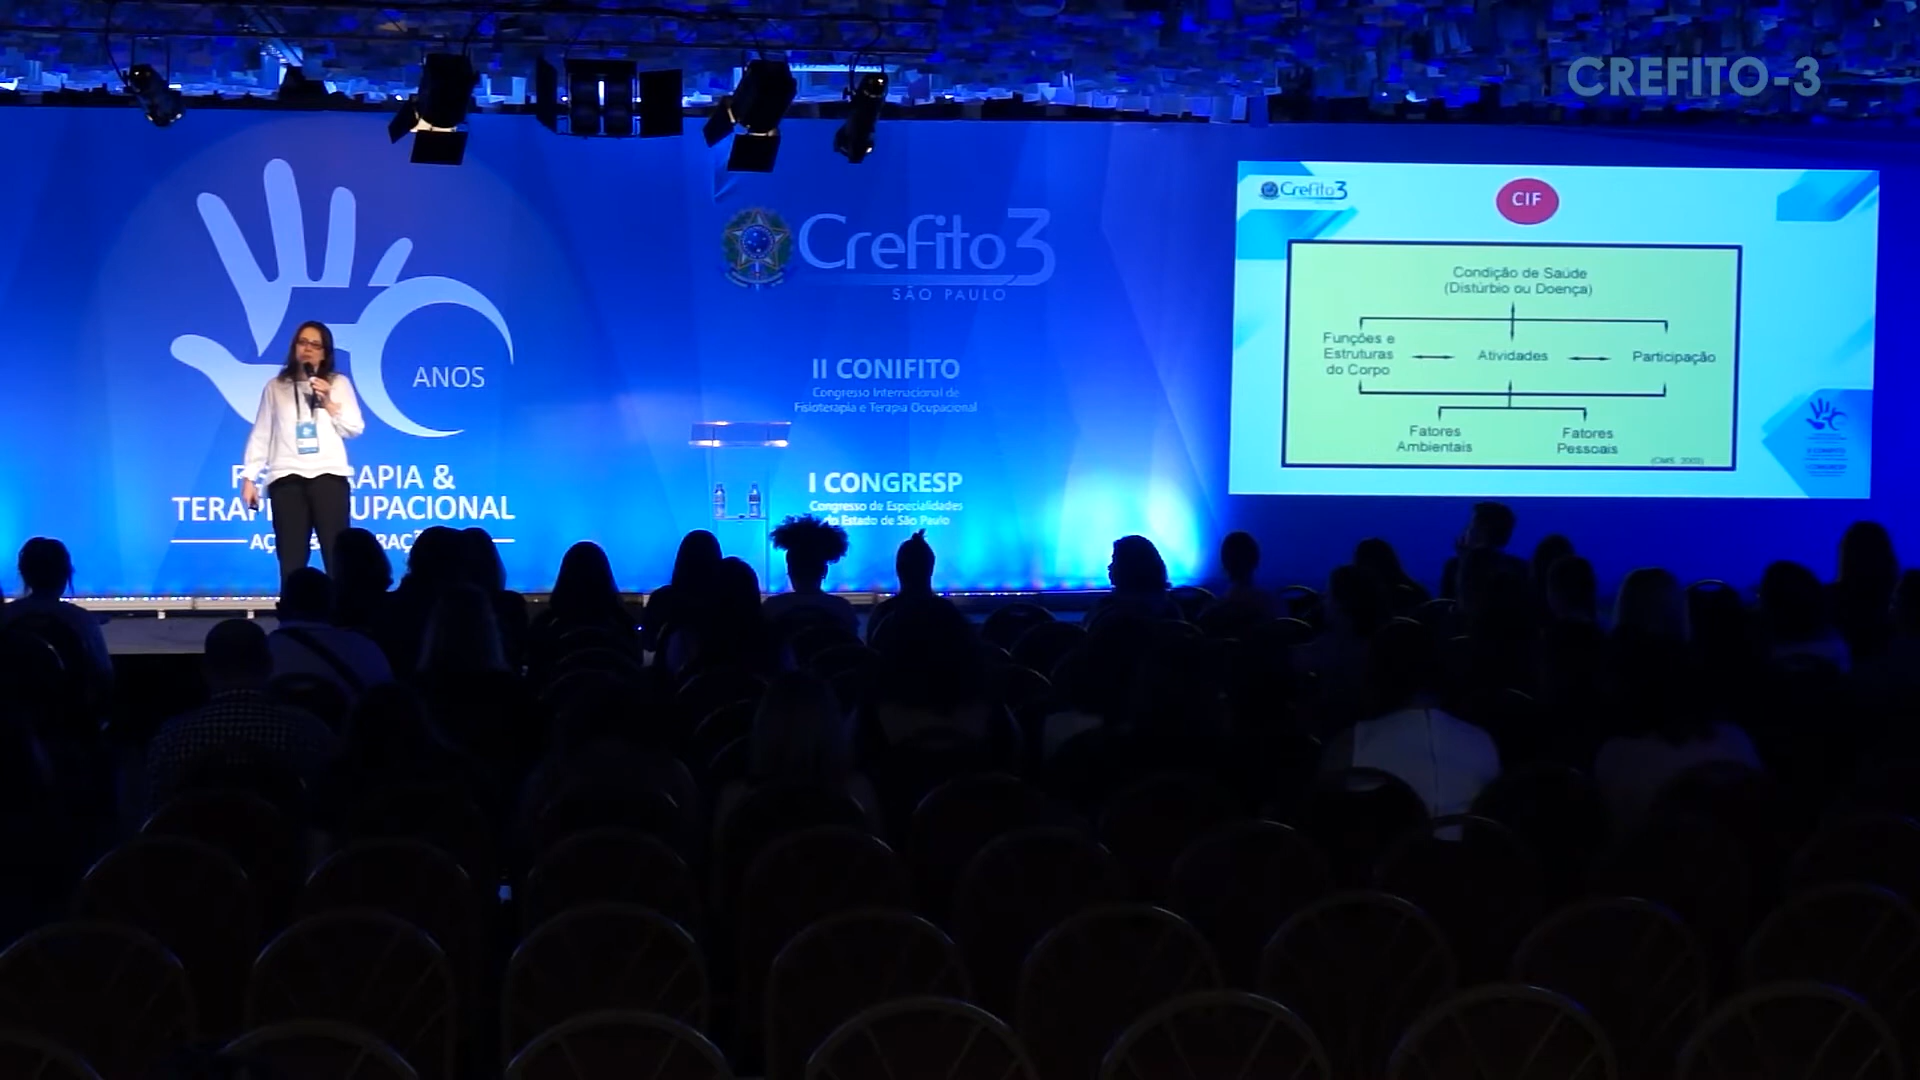 CREFITO-3
ANOS
TERAPI UPACIONAL
Crefito3
SÃO PAULO
II CONIFITO
Congresso Internacional de
Fisioterapia e Terapia Ocupacional
I CONGRESP
Congresso de Especialidades
do Estado de São Paulo
Crefito3
CIF
Condição de Saúde
(Distúrbio ou Doença)
Funções e
Estruturas
do Corpo
Atividades
Participação
Fatores
Ambientais
Fatores
Pessoais